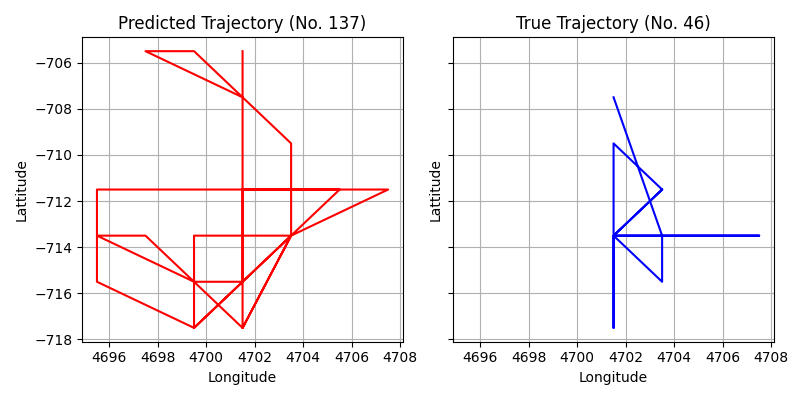 Predicted Trajectory (No. 137)
True Trajectory (No. 46)
−706
−708
−710
−712
−714
−716
−718
Lattitude
Lattitude
4696 4698 4700 4702 4704 4706 4708
4696 4698 4700 4702 4704 4706 4708
Longitude
Longitude